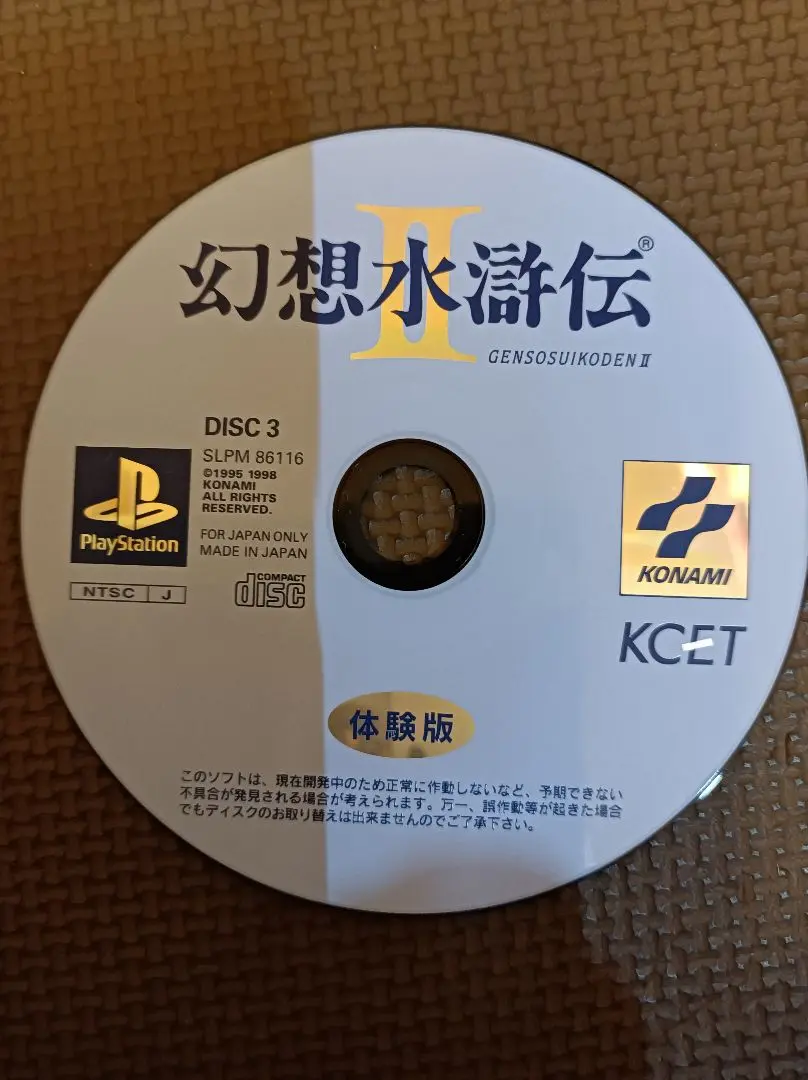 幻想水滸伝®
II
GENSOSUIKODEN II
DISC 3
SLPM 86116
©1995 1998
KONAMI
ALL RIGHTS
RESERVED.
PlayStation
FOR JAPAN ONLY
MADE IN JAPAN
NTSC J
COMPACT
disc
KONAMI
KCET
体験版
このソフトは、現在開発中のため正常に作動しないなど、予期できない
不具合が発見される場合が考えられます。万一、誤作動等が起きた場合
でもディスクのお取り替えは出来ませんのでご了承下さい。